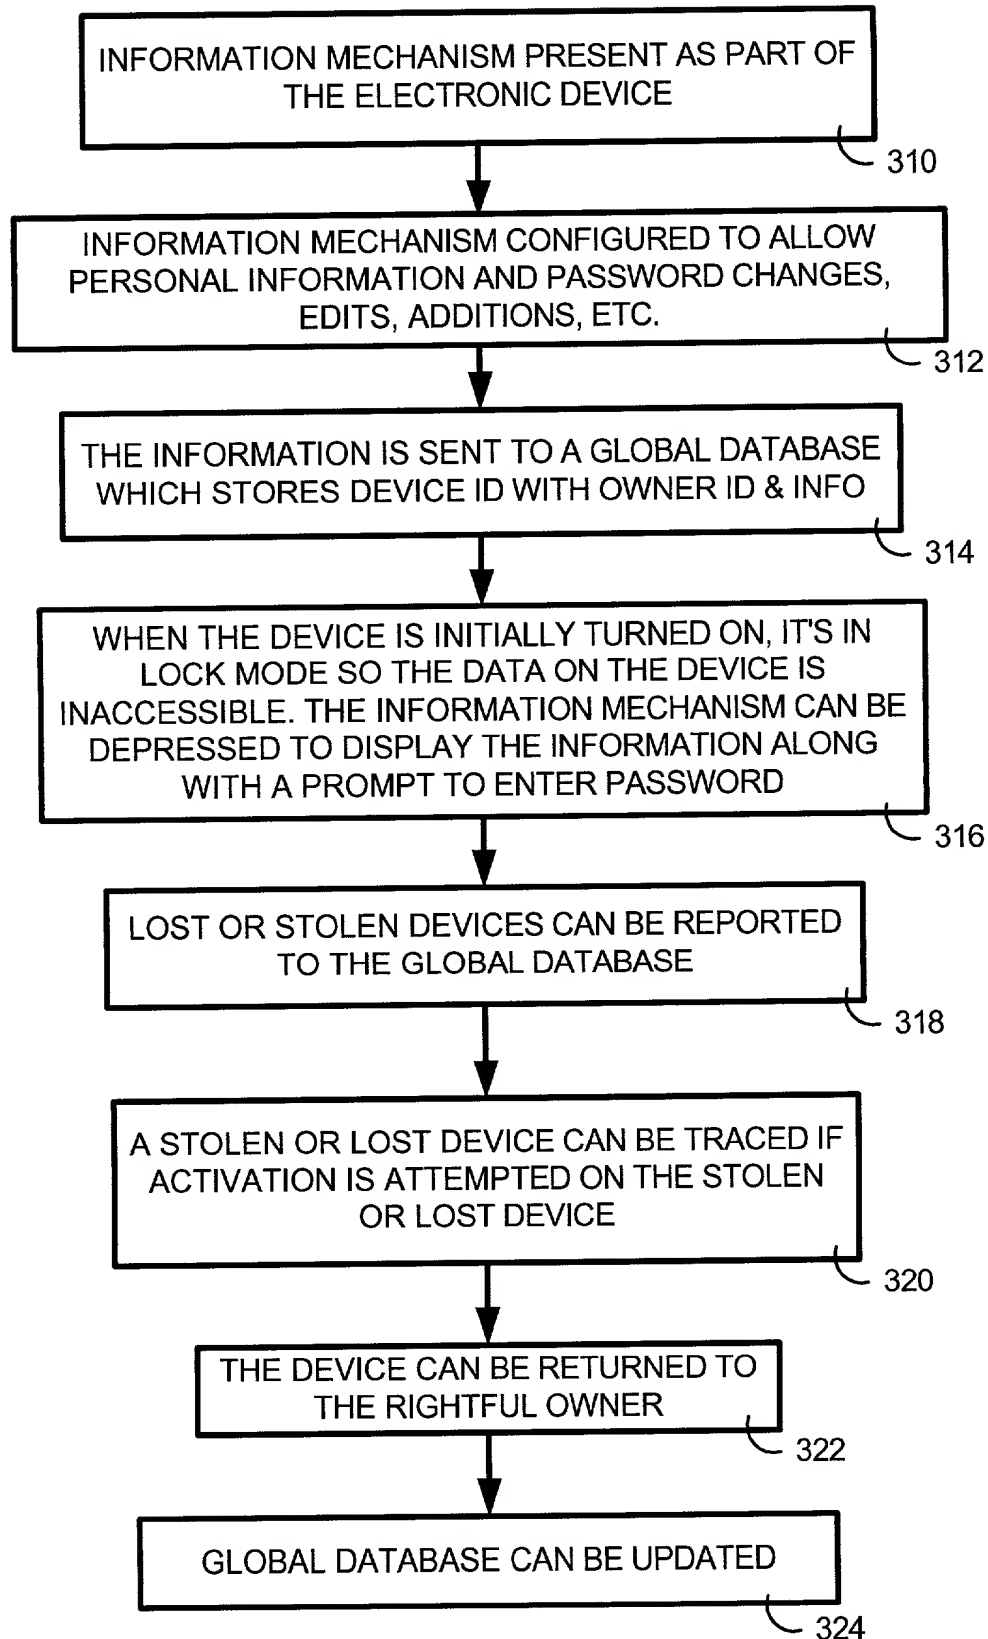 INFORMATION MECHANISM PRESENT AS PART OF
THE ELECTRONIC DEVICE
310
INFORMATION MECHANISM CONFIGURED TO ALLOW
PERSONAL INFORMATION AND PASSWORD CHANGES,
EDITS, ADDITIONS, ETC.
312
THE INFORMATION IS SENT TO A GLOBAL DATABASE
WHICH STORES DEVICE ID WITH OWNER ID & INFO
314
WHEN THE DEVICE IS INITIALLY TURNED ON, IT'S IN
LOCK MODE SO THE DATA ON THE DEVICE IS
INACCESSIBLE. THE INFORMATION MECHANISM CAN BE
DEPRESSED TO DISPLAY THE INFORMATION ALONG
WITH A PROMPT TO ENTER PASSWORD
316
LOST OR STOLEN DEVICES CAN BE REPORTED
TO THE GLOBAL DATABASE
318
A STOLEN OR LOST DEVICE CAN BE TRACED IF
ACTIVATION IS ATTEMPTED ON THE STOLEN
OR LOST DEVICE
320
THE DEVICE CAN BE RETURNED TO
THE RIGHTFUL OWNER
322
GLOBAL DATABASE CAN BE UPDATED
324